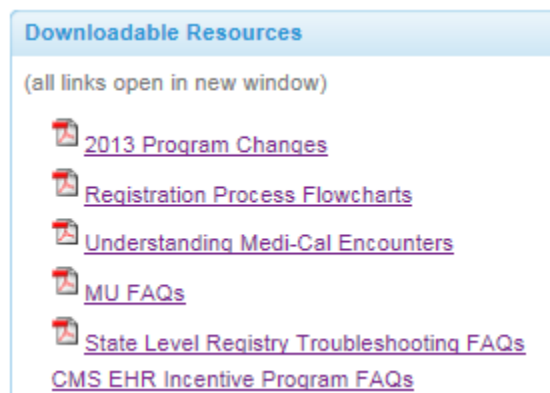 Downloadable Resources
(all links open in new window)
2013 Program Changes
Registration Process Flowcharts
Understanding Medi-Cal Encounters
MU FAQs
State Level Registry Troubleshooting FAQs
CMS EHR Incentive Program FAQs